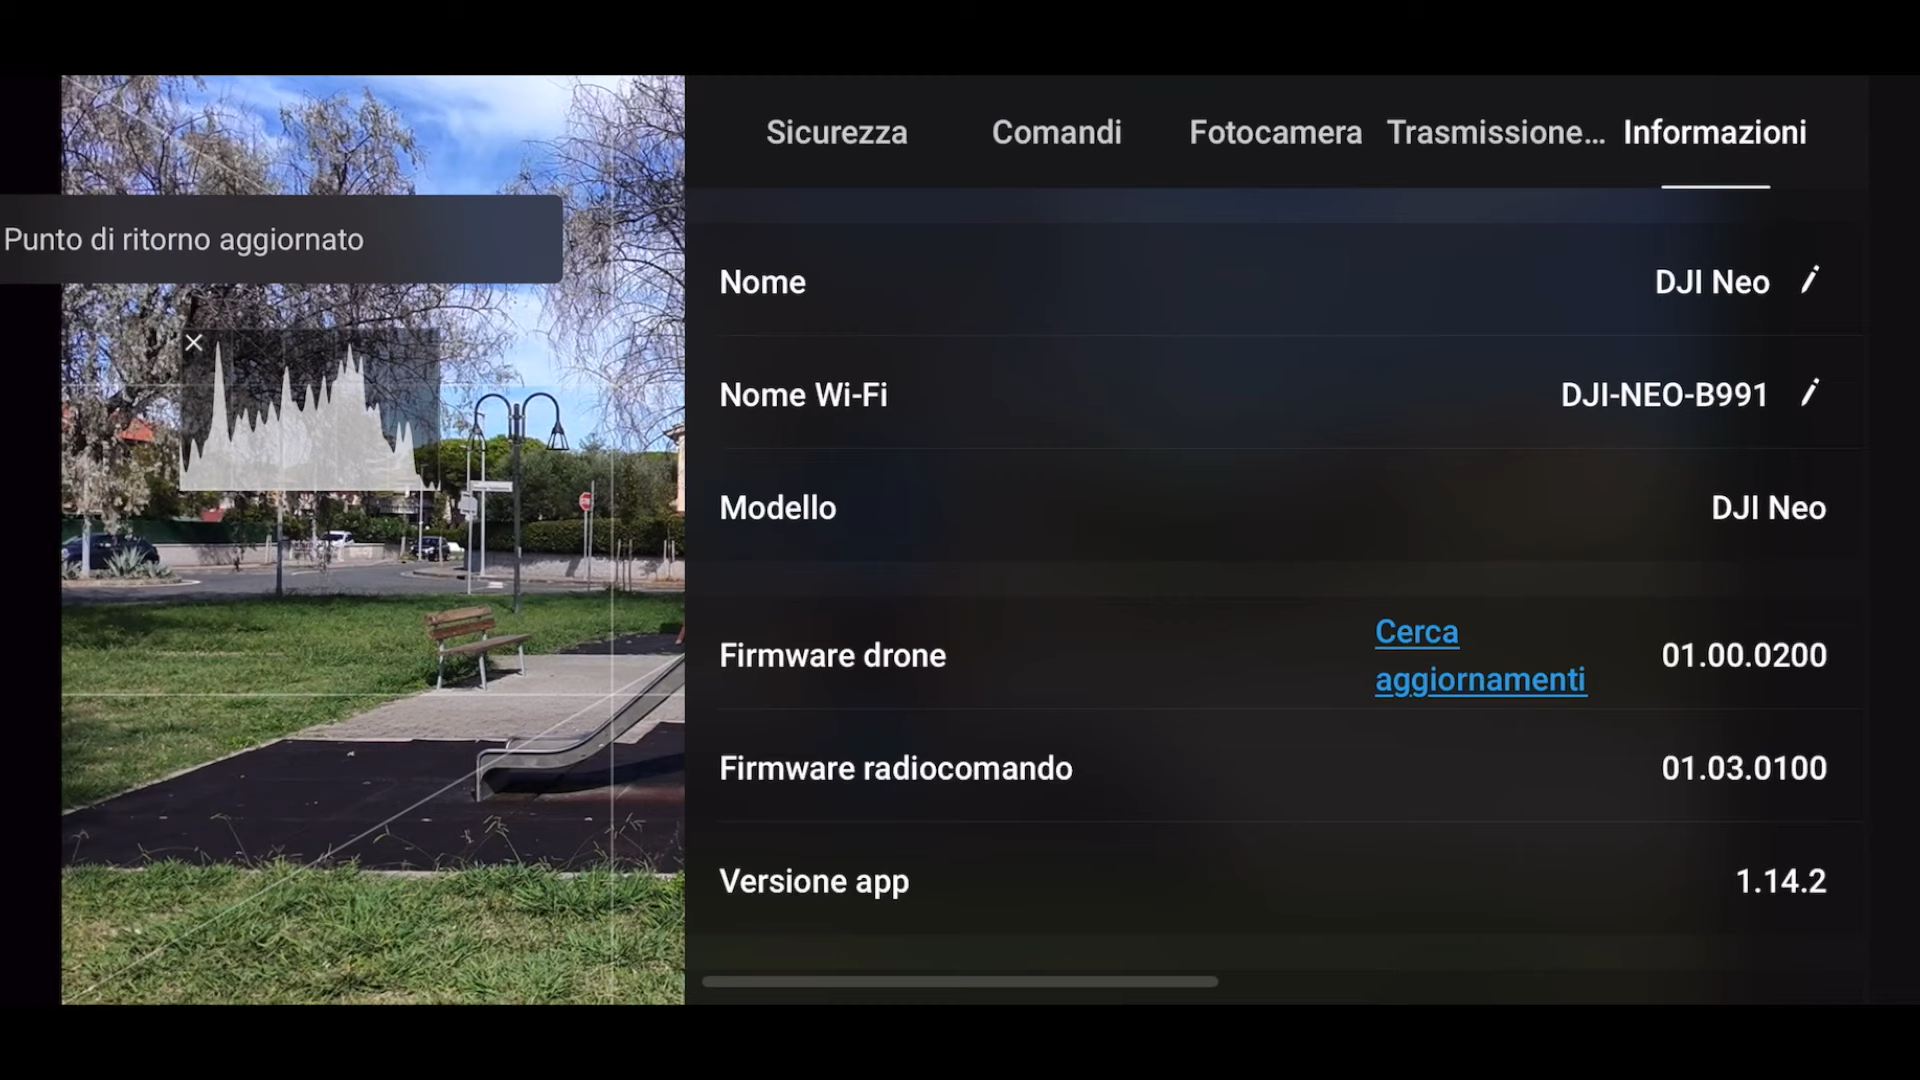 Sicurezza Comandi Fotocamera Trasmissione... Informazioni
Punto di ritorno aggiornato
Nome DJI Neo
Nome Wi-Fi DJI-NEO-B991
Modello DJI Neo
Firmware drone Cerca aggiornamenti 01.00.0200
Firmware radiocomando 01.03.0100
Versione app 1.14.2